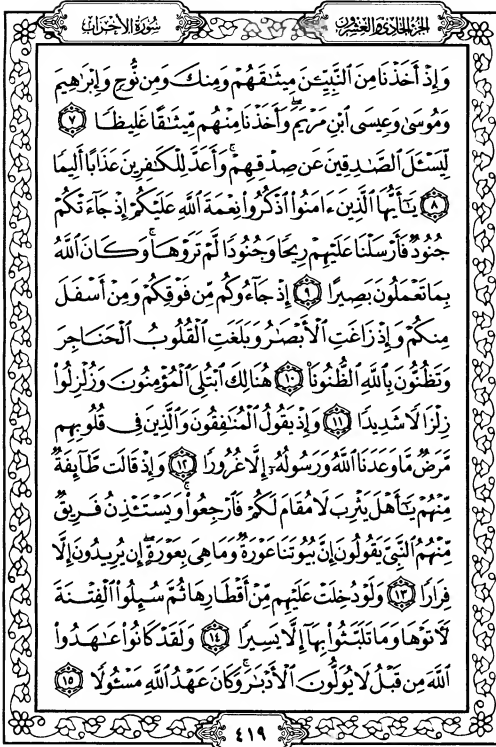 سورة الأحزاب
الجزء الحادي والعشرون
وَإِذْ أَخَذْنَا مِنَ النَّبِيِّـۧنَ مِيثَٰقَهُمْ وَمِنكَ وَمِن نُّوحٍ وَإِبْرَٰهِيمَ
وَمُوسَىٰ وَعِيسَى ابْنِ مَرْيَمَ ۖ وَأَخَذْنَا مِنْهُم مِّيثَٰقًا غَلِيظًا ٧
لِّيَسْـَٔلَ الصَّٰدِقِينَ عَن صِدْقِهِمْ ۚ وَأَعَدَّ لِلْكَٰفِرِينَ عَذَابًا أَلِيمًا
٨ يَٰٓأَيُّهَا الَّذِينَ ءَامَنُوا اذْكُرُوا نِعْمَةَ اللَّهِ عَلَيْكُمْ إِذْ جَآءَتْكُمْ
جُنُودٌ فَأَرْسَلْنَا عَلَيْهِمْ رِيحًا وَجُنُودًا لَّمْ تَرَوْهَا ۚ وَكَانَ اللَّهُ
بِمَا تَعْمَلُونَ بَصِيرًا ٩ إِذْ جَآءُوكُم مِّن فَوْقِكُمْ وَمِنْ أَسْفَلَ
مِنكُمْ وَإِذْ زَاغَتِ الْأَبْصَٰرُ وَبَلَغَتِ الْقُلُوبُ الْحَنَاجِرَ
وَتَظُنُّونَ بِاللَّهِ الظُّنُونَا ١٠ هُنَالِكَ ابْتُلِيَ الْمُؤْمِنُونَ وَزُلْزِلُوا
زِلْزَالًا شَدِيدًا ١١ وَإِذْ يَقُولُ الْمُنَٰفِقُونَ وَالَّذِينَ فِي قُلُوبِهِم
مَّرَضٌ مَّا وَعَدَنَا اللَّهُ وَرَسُولُهُۥٓ إِلَّا غُرُورًا ١٢ وَإِذْ قَالَت طَّآئِفَةٌ
مِّنْهُمْ يَٰٓأَهْلَ يَثْرِبَ لَا مُقَامَ لَكُمْ فَارْجِعُوا ۚ وَيَسْتَـْٔذِنُ فَرِيقٌ
مِّنْهُمُ النَّبِيَّ يَقُولُونَ إِنَّ بُيُوتَنَا عَوْرَةٌ وَمَا هِيَ بِعَوْرَةٍ ۖ إِن يُرِيدُونَ إِلَّا
فِرَارًا ١٣ وَلَوْ دُخِلَتْ عَلَيْهِم مِّنْ أَقْطَارِهَا ثُمَّ سُئِلُوا الْفِتْنَةَ
لَـَٔاتَوْهَا وَمَا تَلَبَّثُوا بِهَآ إِلَّا يَسِيرًا ١٤ وَلَقَدْ كَانُوا عَٰهَدُوا
اللَّهَ مِن قَبْلُ لَا يُوَلُّونَ الْأَدْبَٰرَ ۚ وَكَانَ عَهْدُ اللَّهِ مَسْـُٔولًا ١٥
٤١٩